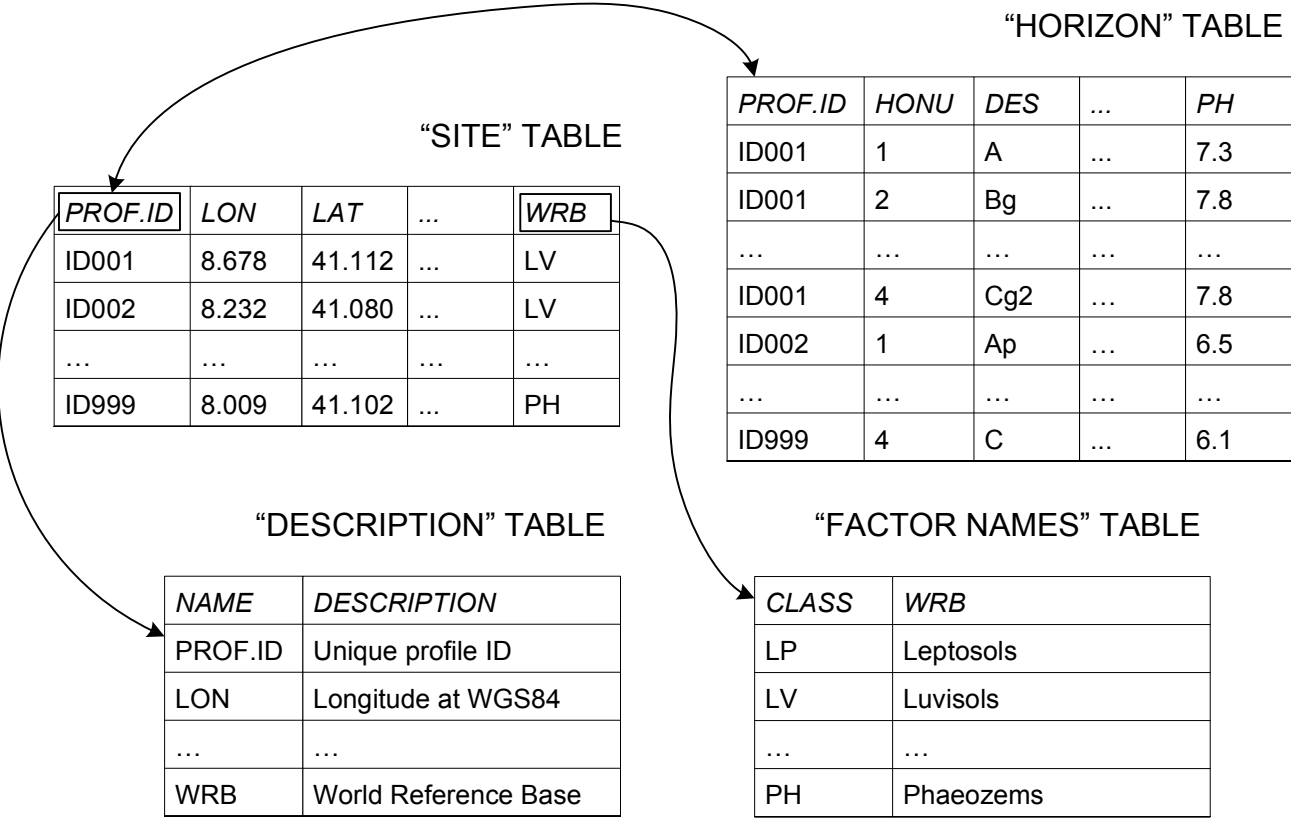 “HORIZON” TABLE
PROF.ID HONU DES ... PH
ID001 1 A ... 7.3
ID001 2 Bg ... 7.8
… … … … …
ID001 4 Cg2 … 7.8
ID002 1 Ap … 6.5
… … … … …
ID999 4 C ... 6.1
“SITE” TABLE
PROF.ID LON LAT ... WRB
ID001 8.678 41.112 ... LV
ID002 8.232 41.080 ... LV
… … … … …
ID999 8.009 41.102 ... PH
“DESCRIPTION” TABLE
NAME DESCRIPTION
PROF.ID Unique profile ID
LON Longitude at WGS84
… …
WRB World Reference Base
“FACTOR NAMES” TABLE
CLASS WRB
LP Leptosols
LV Luvisols
… …
PH Phaeozems